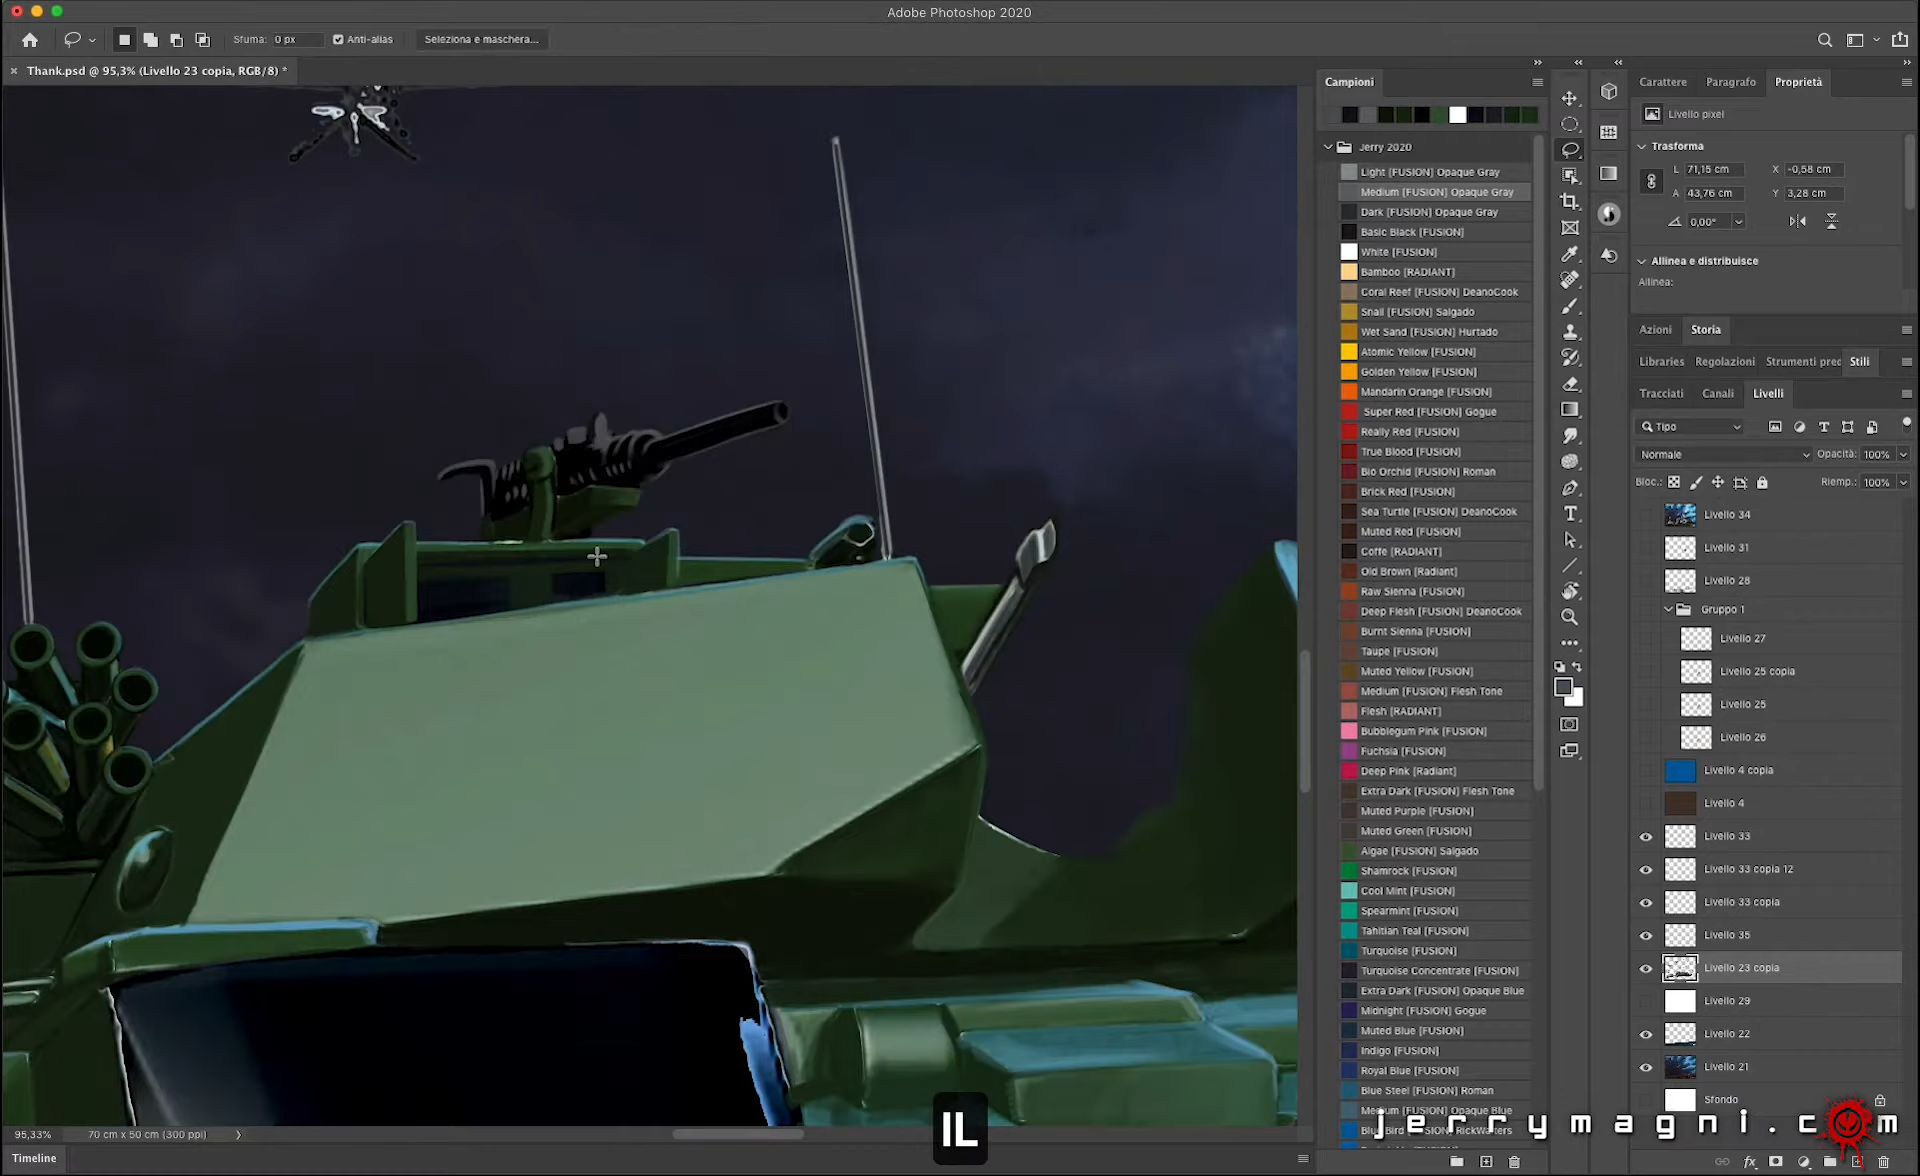 Adobe Photoshop 2020
Sfuma: 0 px Anti-alias Seleziona e maschera...
× Thank.psd @ 95,3% (Livello 23 copia, RGB/8) *
Campioni
Jerry 2020
Light [FUSION] Opaque Gray
Medium [FUSION] Opaque Gray
Dark [FUSION] Opaque Gray
Basic Black [FUSION]
White [FUSION]
Bamboo [RADIANT]
Coral Reef [FUSION] DeanoCook
Snail [FUSION] Salgado
Wet Sand [FUSION] Hurtado
Atomic Yellow [FUSION]
Golden Yellow [FUSION]
Mandarin Orange [FUSION]
Super Red [FUSION] Gogue
Really Red [FUSION]
True Blood [FUSION]
Bio Orchid [FUSION] Roman
Brick Red [FUSION]
Sea Turtle [FUSION] DeanoCook
Muted Red [FUSION]
Coffe [RADIANT]
Old Brown [Radiant]
Raw Sienna [FUSION]
Deep Flesh [FUSION] DeanoCook
Burnt Sienna [FUSION]
Taupe [FUSION]
Muted Yellow [FUSION]
Medium [FUSION] Flesh Tone
Flesh [RADIANT]
Bubblegum Pink [FUSION]
Fuchsia [FUSION]
Deep Pink [Radiant]
Extra Dark [FUSION] Flesh Tone
Muted Purple [FUSION]
Muted Green [FUSION]
Algae [FUSION] Salgado
Shamrock [FUSION]
Cool Mint [FUSION]
Spearmint [FUSION]
Tahitian Teal [FUSION]
Turquoise [FUSION]
Turquoise Concentrate [FUSION]
Extra Dark [FUSION] Opaque Blue
Midnight [FUSION] Gogue
Muted Blue [FUSION]
Indigo [FUSION]
Royal Blue [FUSION]
Blue Steel [FUSION] Roman
Medium [FUSION] Opaque Blue
Carattere Paragrafo Proprietà
Livello pixel
Trasforma
L 71,15 cm X -0,58 cm
A 43,76 cm Y 3,28 cm
0,00°
Allinea e distribuisce
Allinea:
Azioni Storia
Libraries Regolazioni Strumenti prec Stili
Tracciati Canali Livelli
Tipo
Normale Opacità: 100%
Bloc.: Riemp.: 100%
Livello 34
Livello 31
Livello 28
Gruppo 1
Livello 27
Livello 25 copia
Livello 25
Livello 26
Livello 4 copia
Livello 4
Livello 33
Livello 33 copia 12
Livello 33 copia
Livello 35
Livello 23 copia
Livello 29
Livello 22
Livello 21
Sfondo
jerrymagni.com
IL
95,33% 70 cm x 50 cm (300 ppi)
Timeline